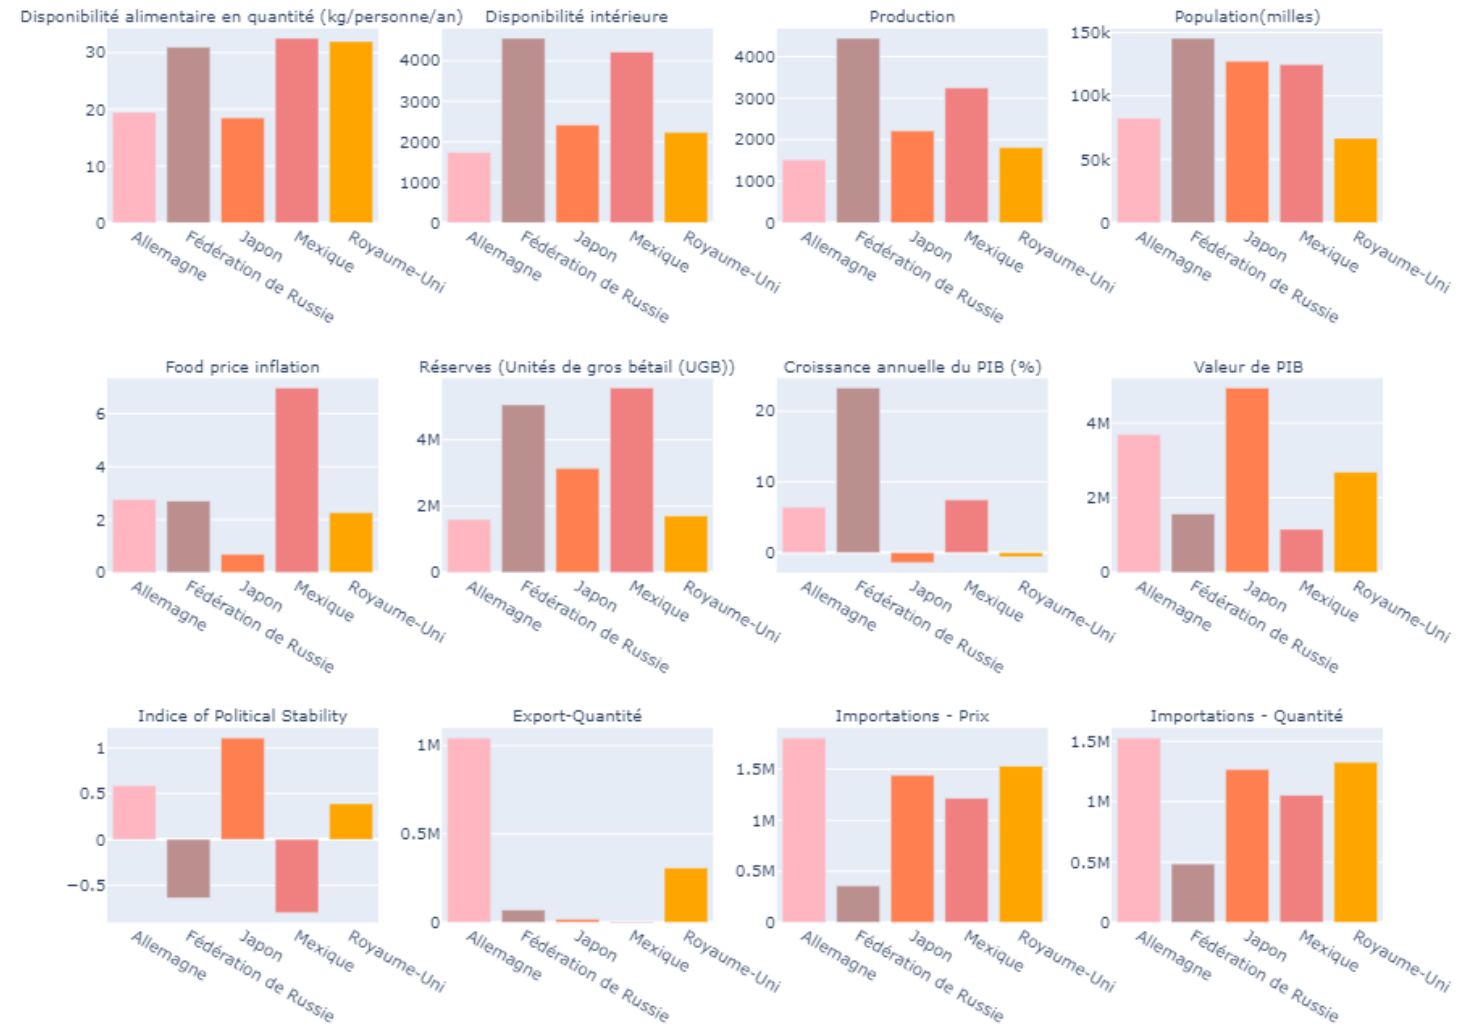 Disponibilité alimentaire en quantité (kg/personne/an)
Disponibilité intérieure
Production
Population(milles)
30
20
10
0
Allemagne
Fédération de Russie
Japon
Mexique
Royaume-Uni
4000
3000
2000
1000
0
Allemagne
Fédération de Russie
Japon
Mexique
Royaume-Uni
4000
3000
2000
1000
0
Allemagne
Fédération de Russie
Japon
Mexique
Royaume-Uni
150k
100k
50k
0
Allemagne
Fédération de Russie
Japon
Mexique
Royaume-Uni
Food price inflation
Réserves (Unités de gros bétail (UGB))
Croissance annuelle du PIB (%)
Valeur de PIB
6
4
2
0
Allemagne
Fédération de Russie
Japon
Mexique
Royaume-Uni
4M
2M
0
Allemagne
Fédération de Russie
Japon
Mexique
Royaume-Uni
20
10
0
Allemagne
Fédération de Russie
Japon
Mexique
Royaume-Uni
4M
2M
0
Allemagne
Fédération de Russie
Japon
Mexique
Royaume-Uni
Indice of Political Stability
Export-Quantité
Importations - Prix
Importations - Quantité
1
0.5
0
−0.5
Allemagne
Fédération de Russie
Japon
Mexique
Royaume-Uni
1M
0.5M
0
Allemagne
Fédération de Russie
Japon
Mexique
Royaume-Uni
1.5M
1M
0.5M
0
Allemagne
Fédération de Russie
Japon
Mexique
Royaume-Uni
1.5M
1M
0.5M
0
Allemagne
Fédération de Russie
Japon
Mexique
Royaume-Uni